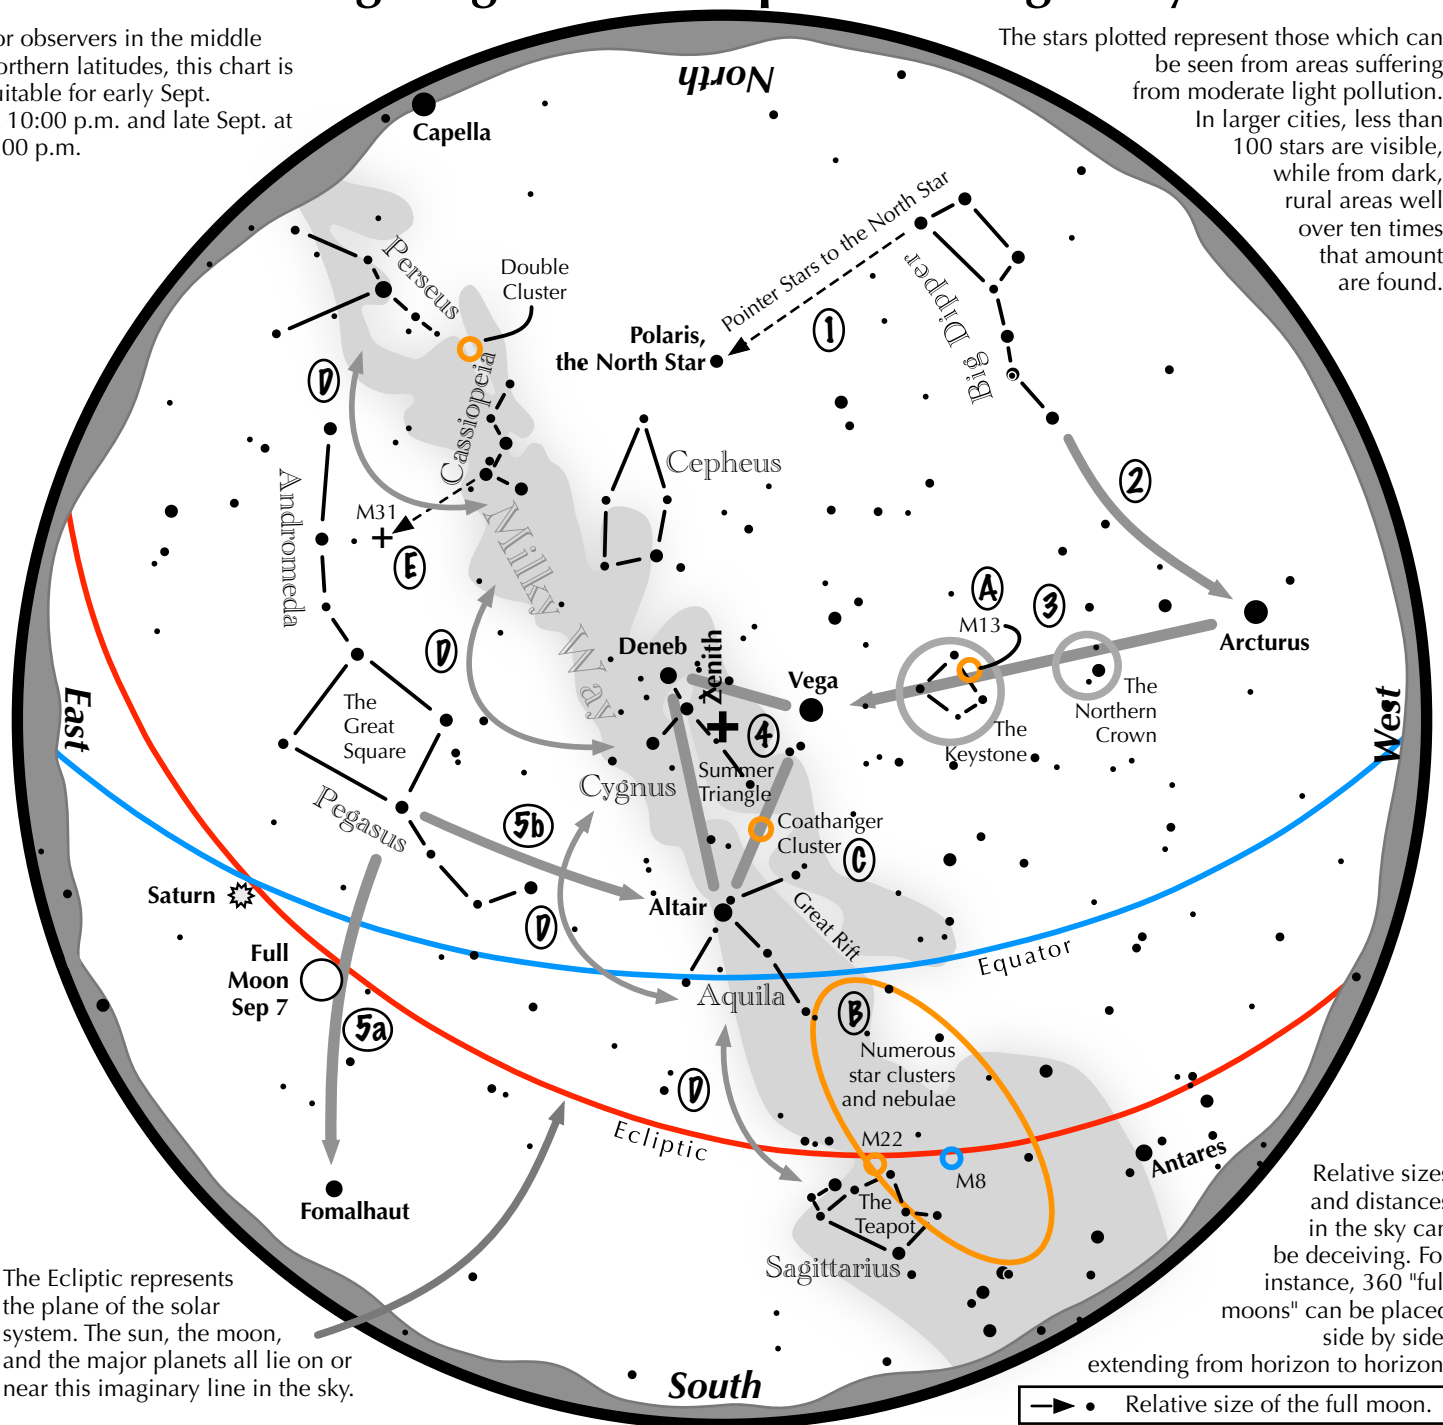 or observers in the middle
orthern latitudes, this chart is
uitable for early Sept.
10:00 p.m. and late Sept. at
00 p.m.
The stars plotted represent those which can
be seen from areas suffering
from moderate light pollution.
In larger cities, less than
100 stars are visible,
while from dark,
rural areas well
over ten times
that amount
are found.
North
Capella
Perseus
Double
Cluster
Pointer Stars to the North Star
Big Dipper
1
Polaris,
the North Star
D
Cassiopeia
Cepheus
2
Andromeda
M31
E
Milky Way
A
3
M13
Arcturus
D
Deneb
Zenith
Vega
The
Northern
Crown
East
West
The
Great
Square
The
Keystone
4
Cygnus
Summer
Triangle
Pegasus
5b
Coathanger
Cluster
C
Saturn
Altair
Great Rift
D
Equator
Full
Moon
Sep 7
5a
Aquila
B
Numerous
star clusters
and nebulae
D
Ecliptic
M22
M8
Antares
The
Teapot
Fomalhaut
Sagittarius
The Ecliptic represents
the plane of the solar
system. The sun, the moon,
and the major planets all lie on or
near this imaginary line in the sky.
Relative sizes
and distances
in the sky can
be deceiving. Fo
instance, 360 "ful
moons" can be placed
side by side
extending from horizon to horizon
South
Relative size of the full moon.